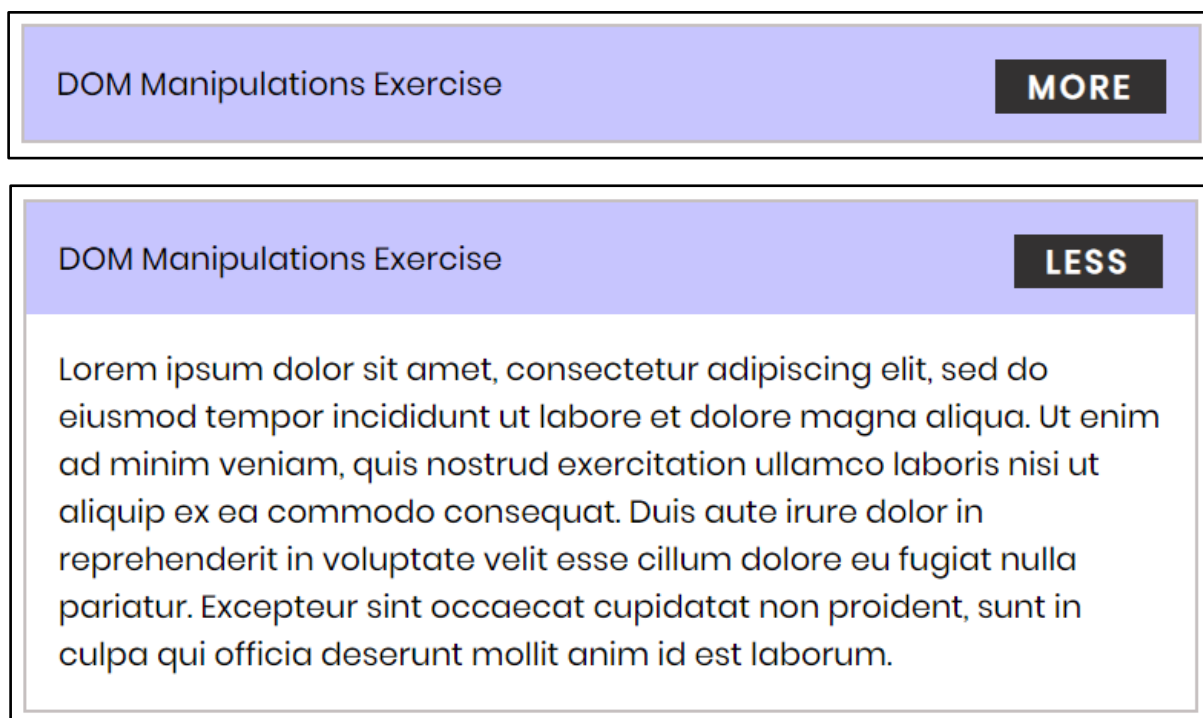 DOM Manipulations Exercise
MORE
DOM Manipulations Exercise
LESS
Lorem ipsum dolor sit amet, consectetur adipiscing elit, sed do
eiusmod tempor incididunt ut labore et dolore magna aliqua. Ut enim
ad minim veniam, quis nostrud exercitation ullamco laboris nisi ut
aliquip ex ea commodo consequat. Duis aute irure dolor in
reprehenderit in voluptate velit esse cillum dolore eu fugiat nulla
pariatur. Excepteur sint occaecat cupidatat non proident, sunt in
culpa qui officia deserunt mollit anim id est laborum.